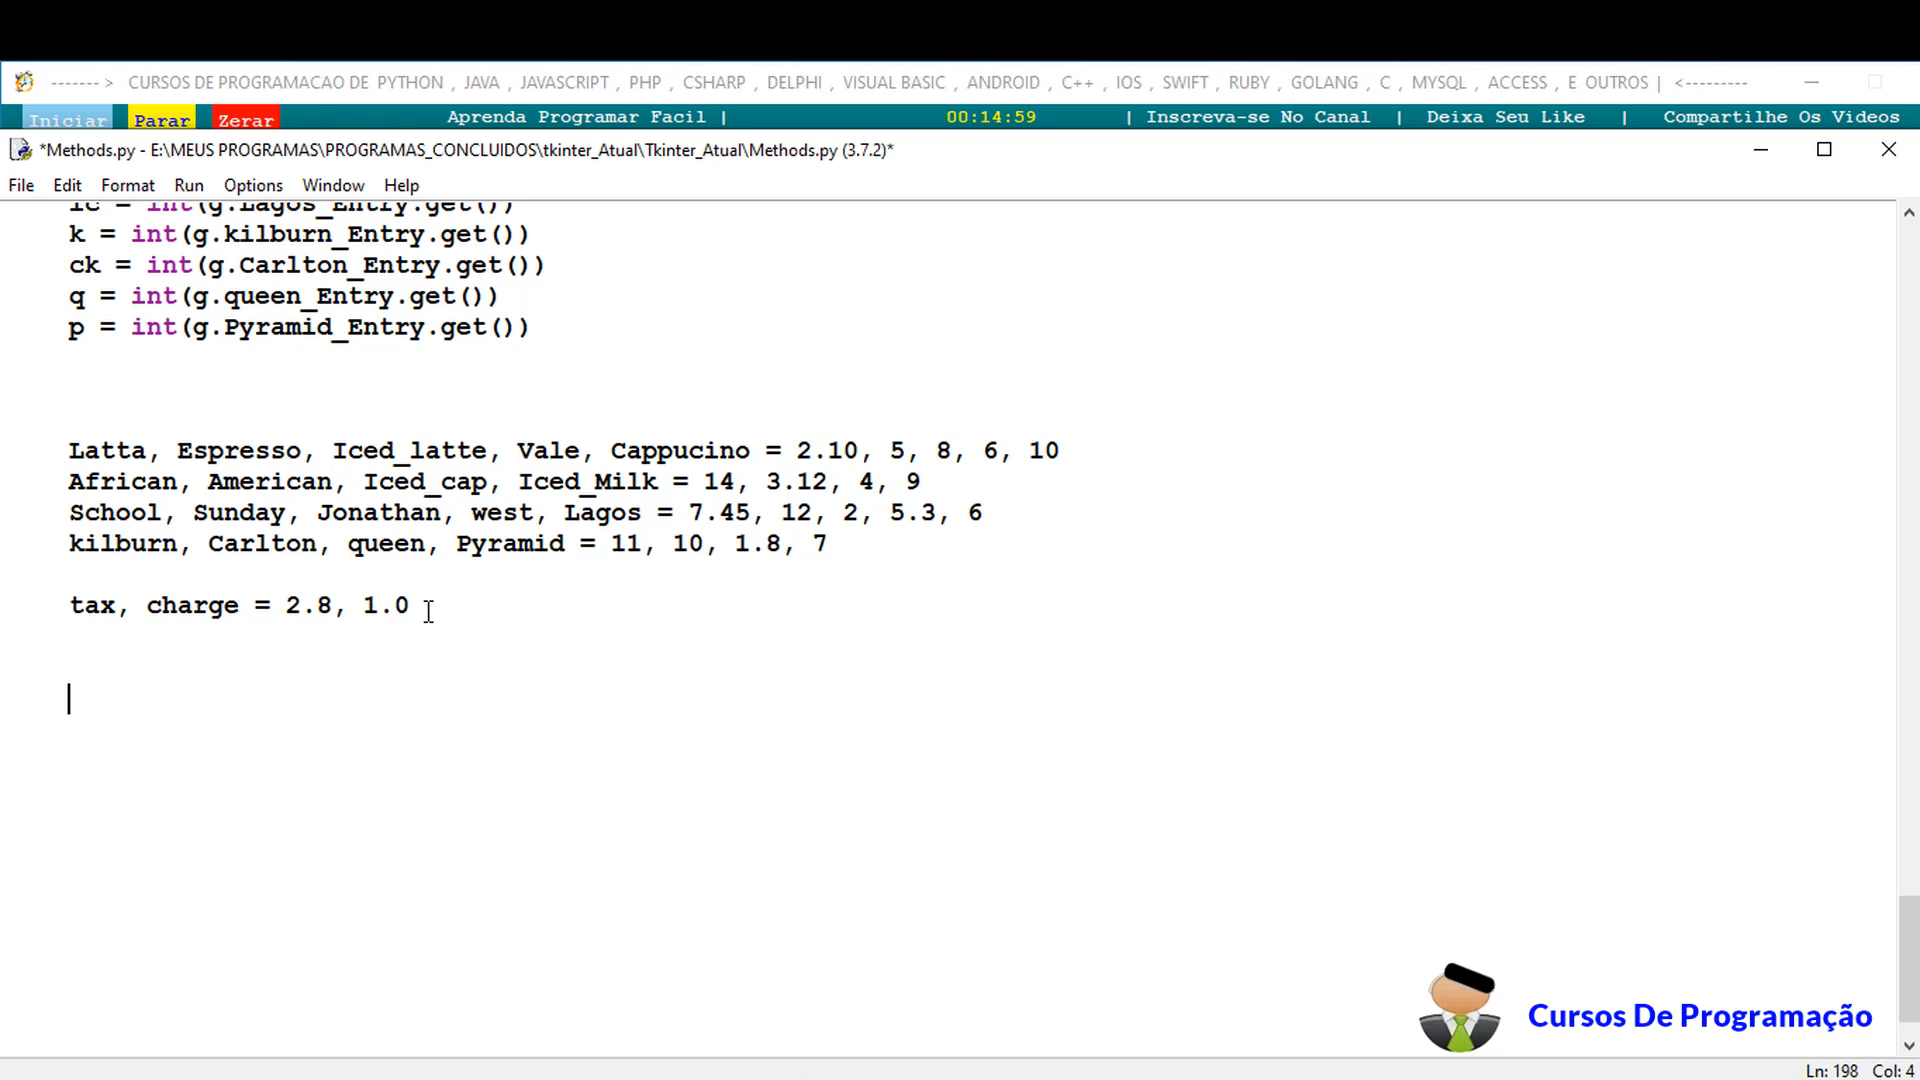 ------- > CURSOS DE PROGRAMACAO DE PYTHON , JAVA , JAVASCRIPT , PHP , CSHARP , DELPHI , VISUAL BASIC , ANDROID , C++ , IOS , SWIFT , RUBY , GOLANG , C , MYSQL , ACCESS , E OUTROS | <---------
Iniciar Parar Zerar Aprenda Programar Facil | 00:14:59 | Inscreva-se No Canal | Deixa Seu Like | Compartilhe Os Videos
*Methods.py - E:\MEUS PROGRAMAS\PROGRAMAS_CONCLUIDOS\tkinter_Atual\Tkinter_Atual\Methods.py (3.7.2)*
File Edit Format Run Options Window Help
= int(g.Lagos_Entry.get())
k = int(g.kilburn_Entry.get())
ck = int(g.Carlton_Entry.get())
q = int(g.queen_Entry.get())
p = int(g.Pyramid_Entry.get())
Latta, Espresso, Iced_latte, Vale, Cappucino = 2.10, 5, 8, 6, 10
African, American, Iced_cap, Iced_Milk = 14, 3.12, 4, 9
School, Sunday, Jonathan, west, Lagos = 7.45, 12, 2, 5.3, 6
kilburn, Carlton, queen, Pyramid = 11, 10, 1.8, 7
tax, charge = 2.8, 1.0
Cursos De Programação
Ln: 198 Col: 4